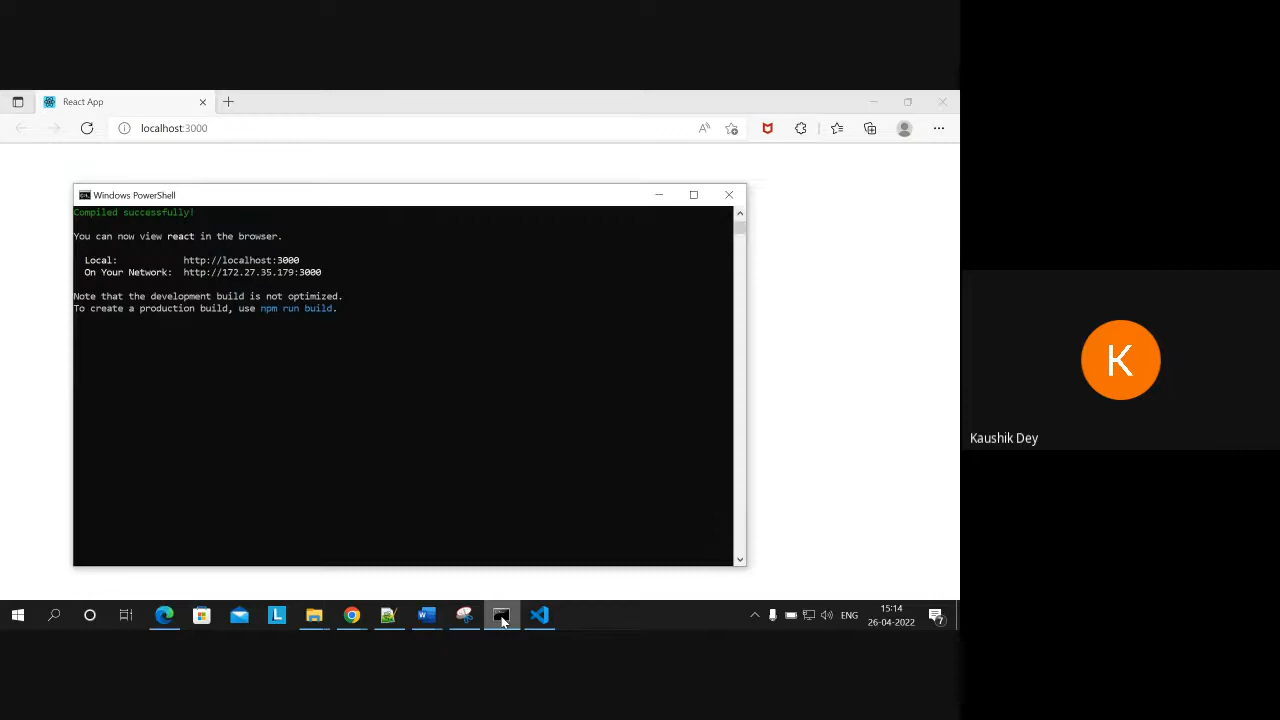 React App
localhost:3000
Windows PowerShell
Compiled successfully!
You can now view react in the browser.
Local: http://localhost:3000
On Your Network: http://172.27.35.179:3000
Note that the development build is not optimized.
To create a production build, use npm run build.
K
Kaushik Dey
L
ENG
15:14
26-04-2022
7